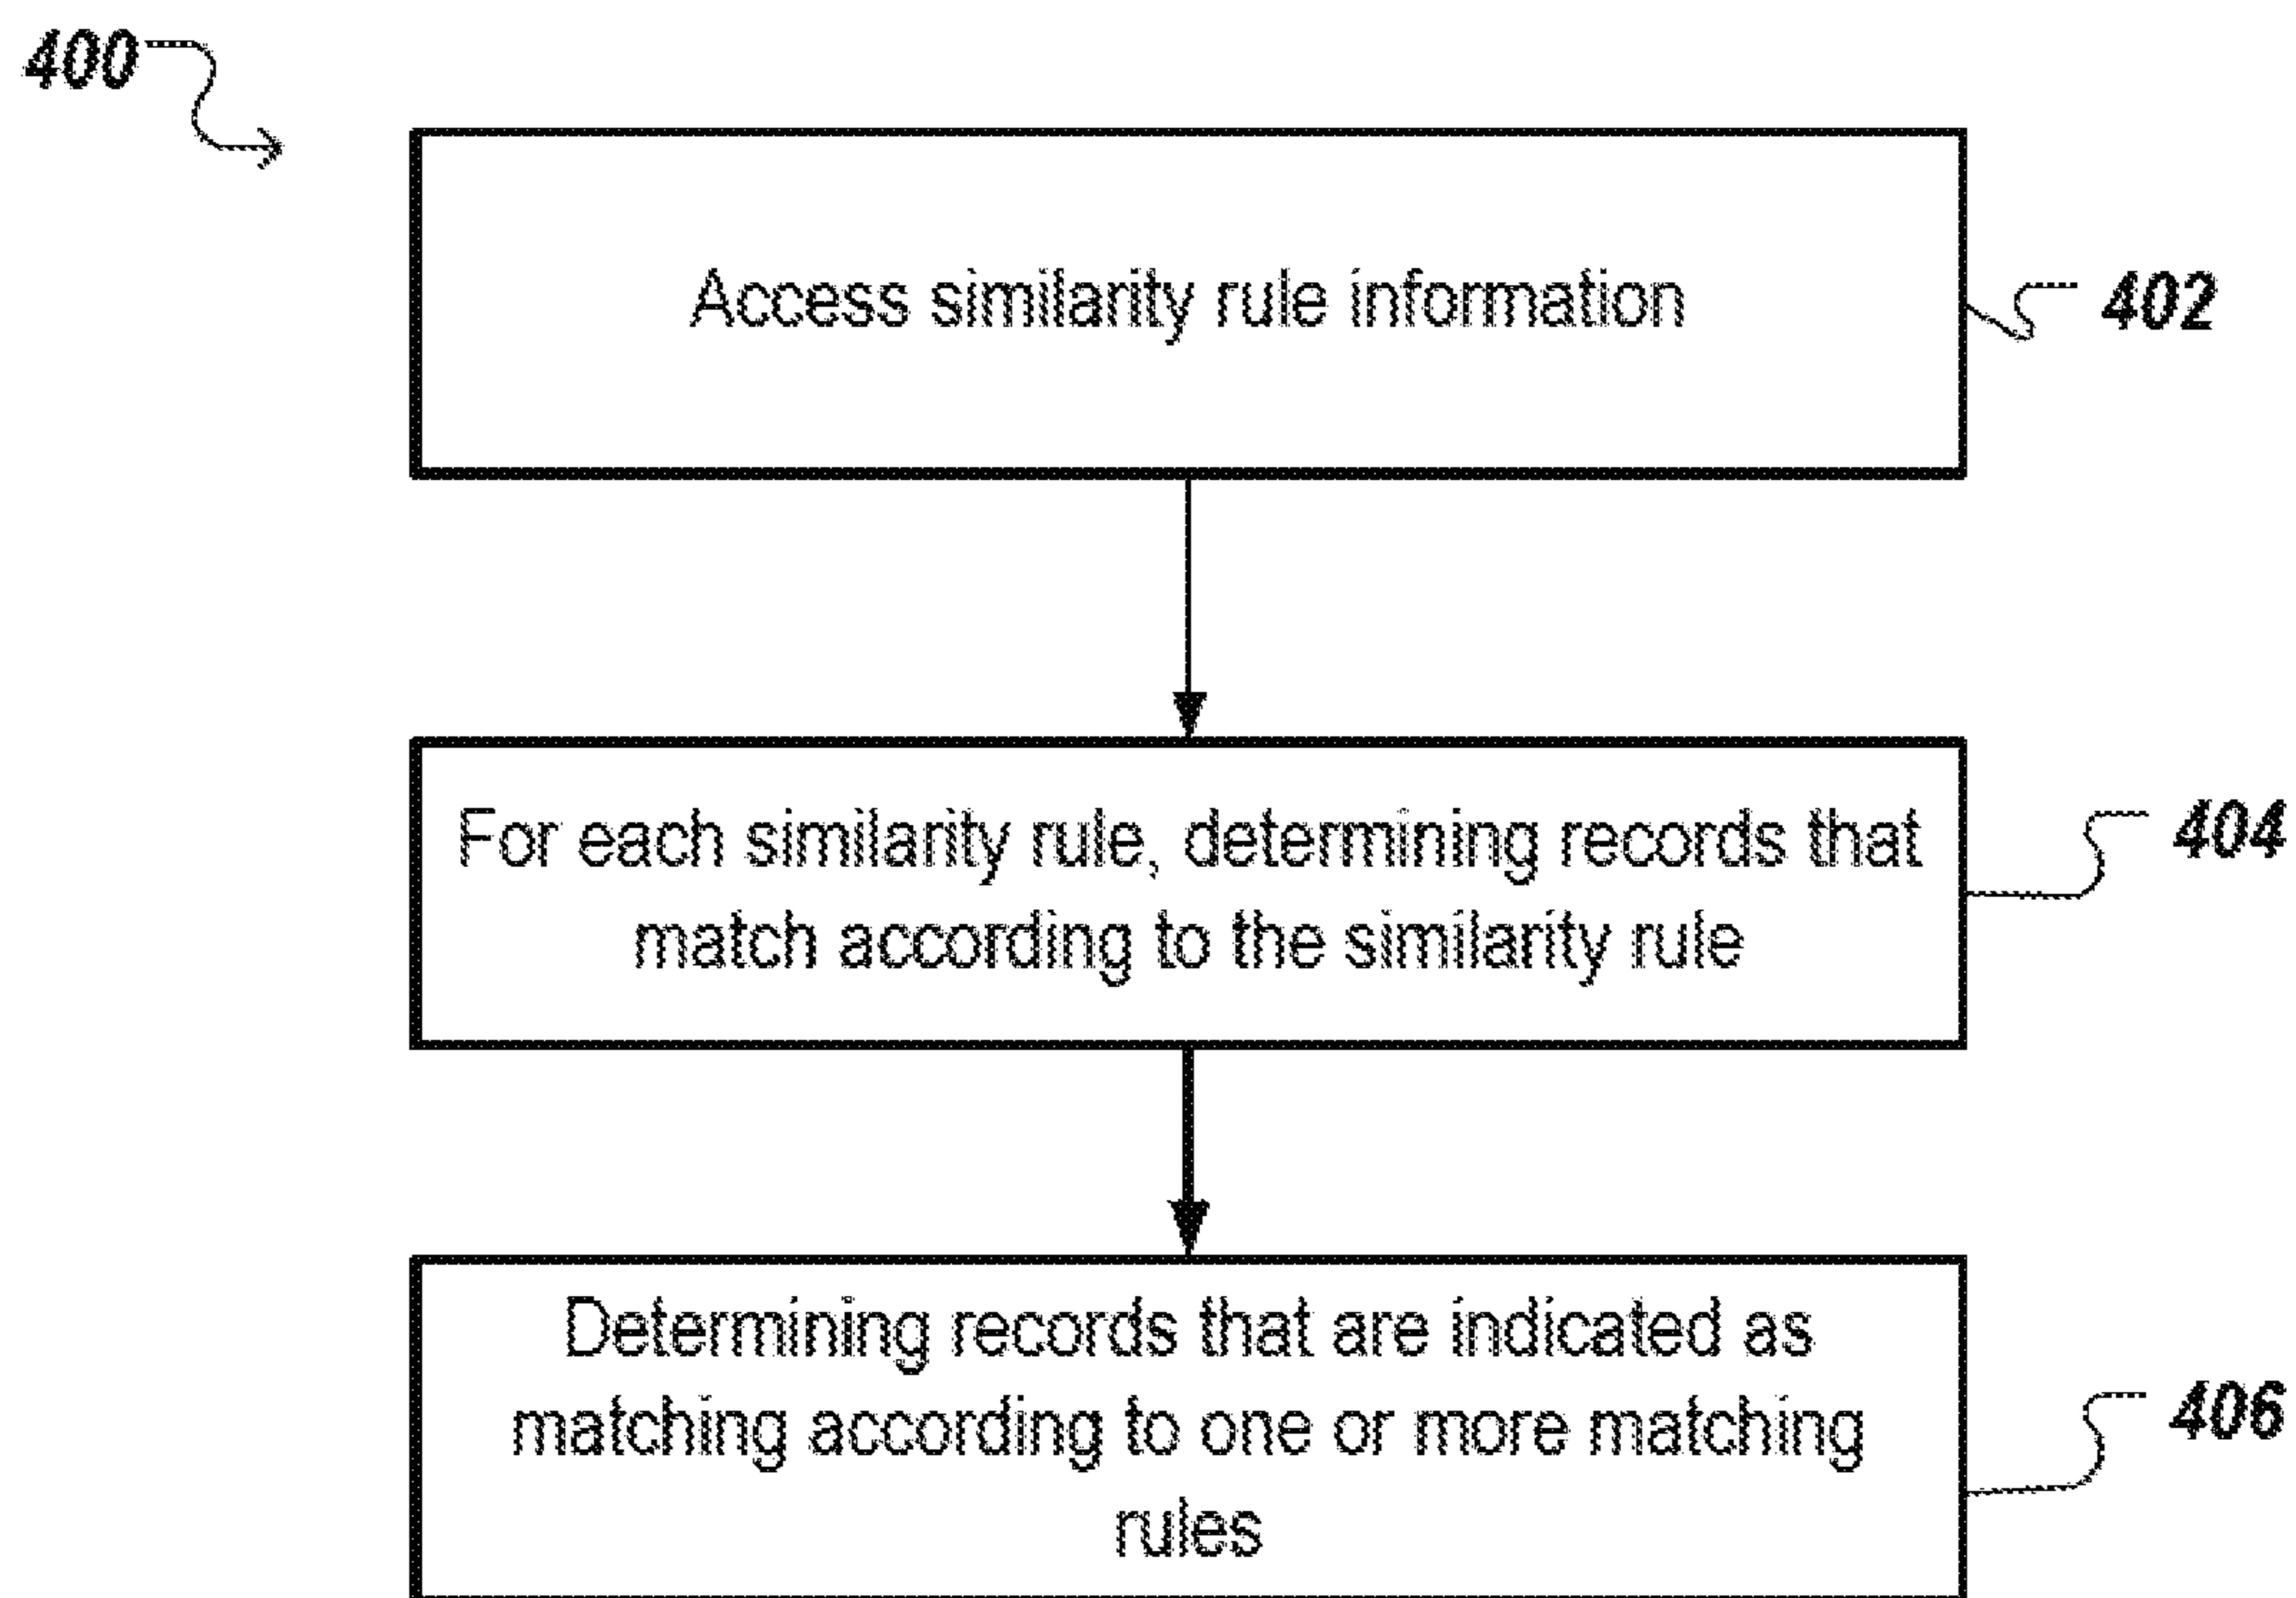 400
Access similarity rule information
402
For each similarity rule, determining records that
match according to the similarity rule
404
Determining records that are indicated as
matching according to one or more matching
rules
406